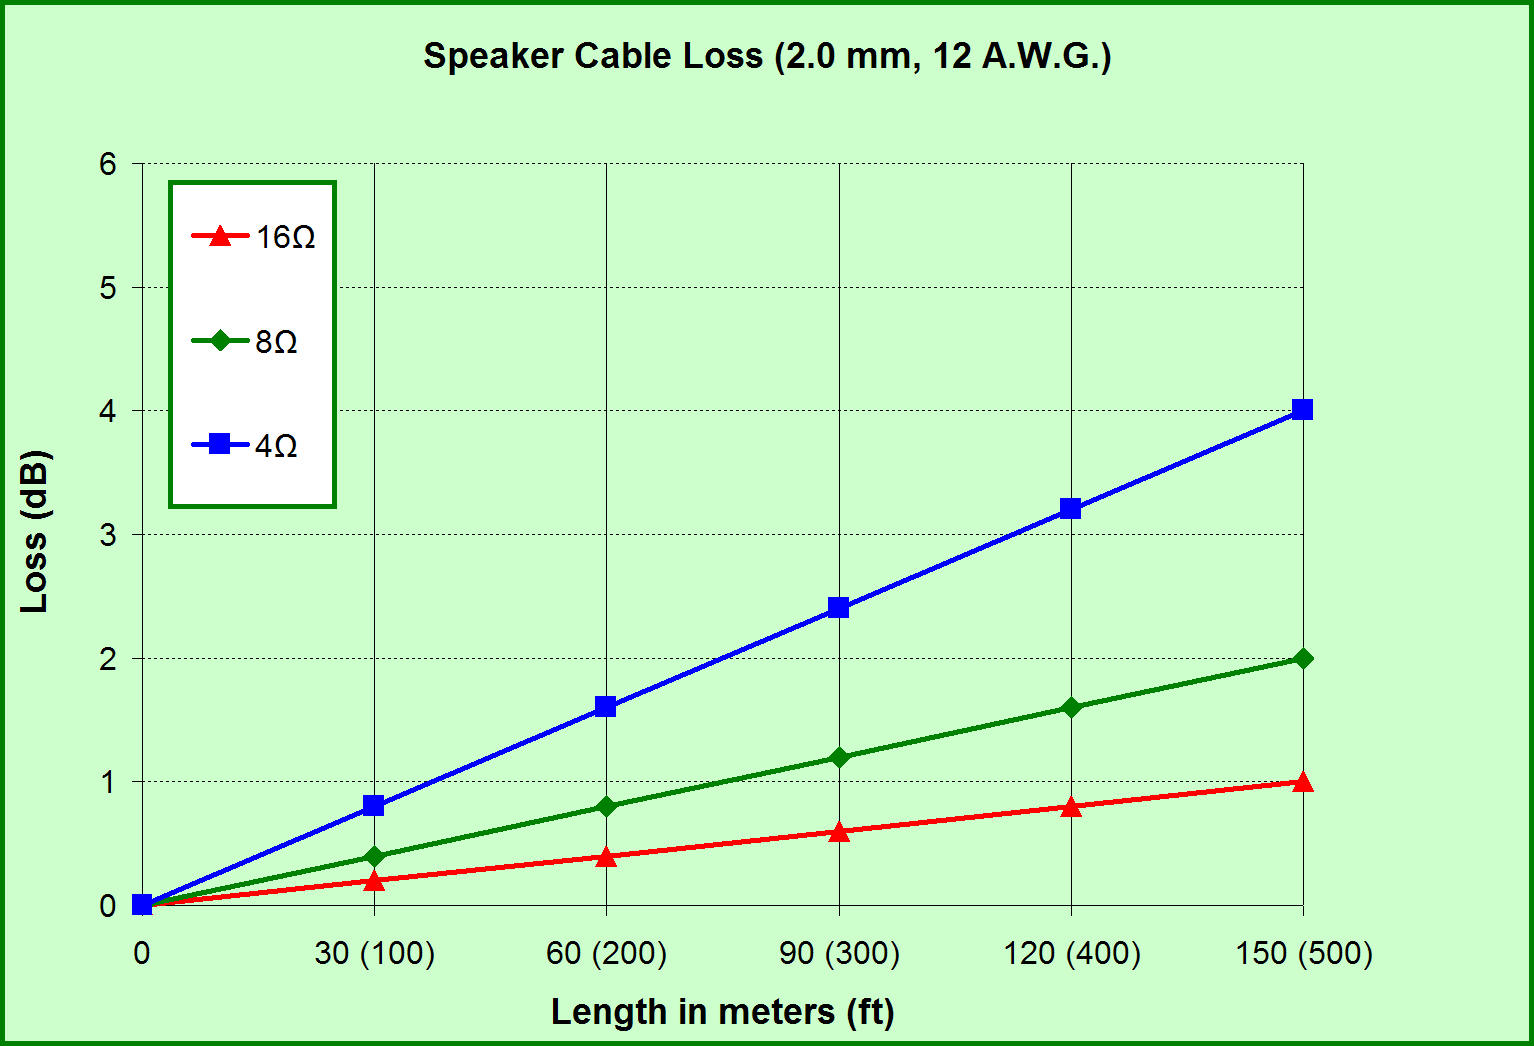 Speaker Cable Loss (2.0 mm, 12 A.W.G.)
6
5
4
3
2
1
0
16Ω
8Ω
4Ω
Loss (dB)
0 30 (100) 60 (200) 90 (300) 120 (400) 150 (500)
Length in meters (ft)